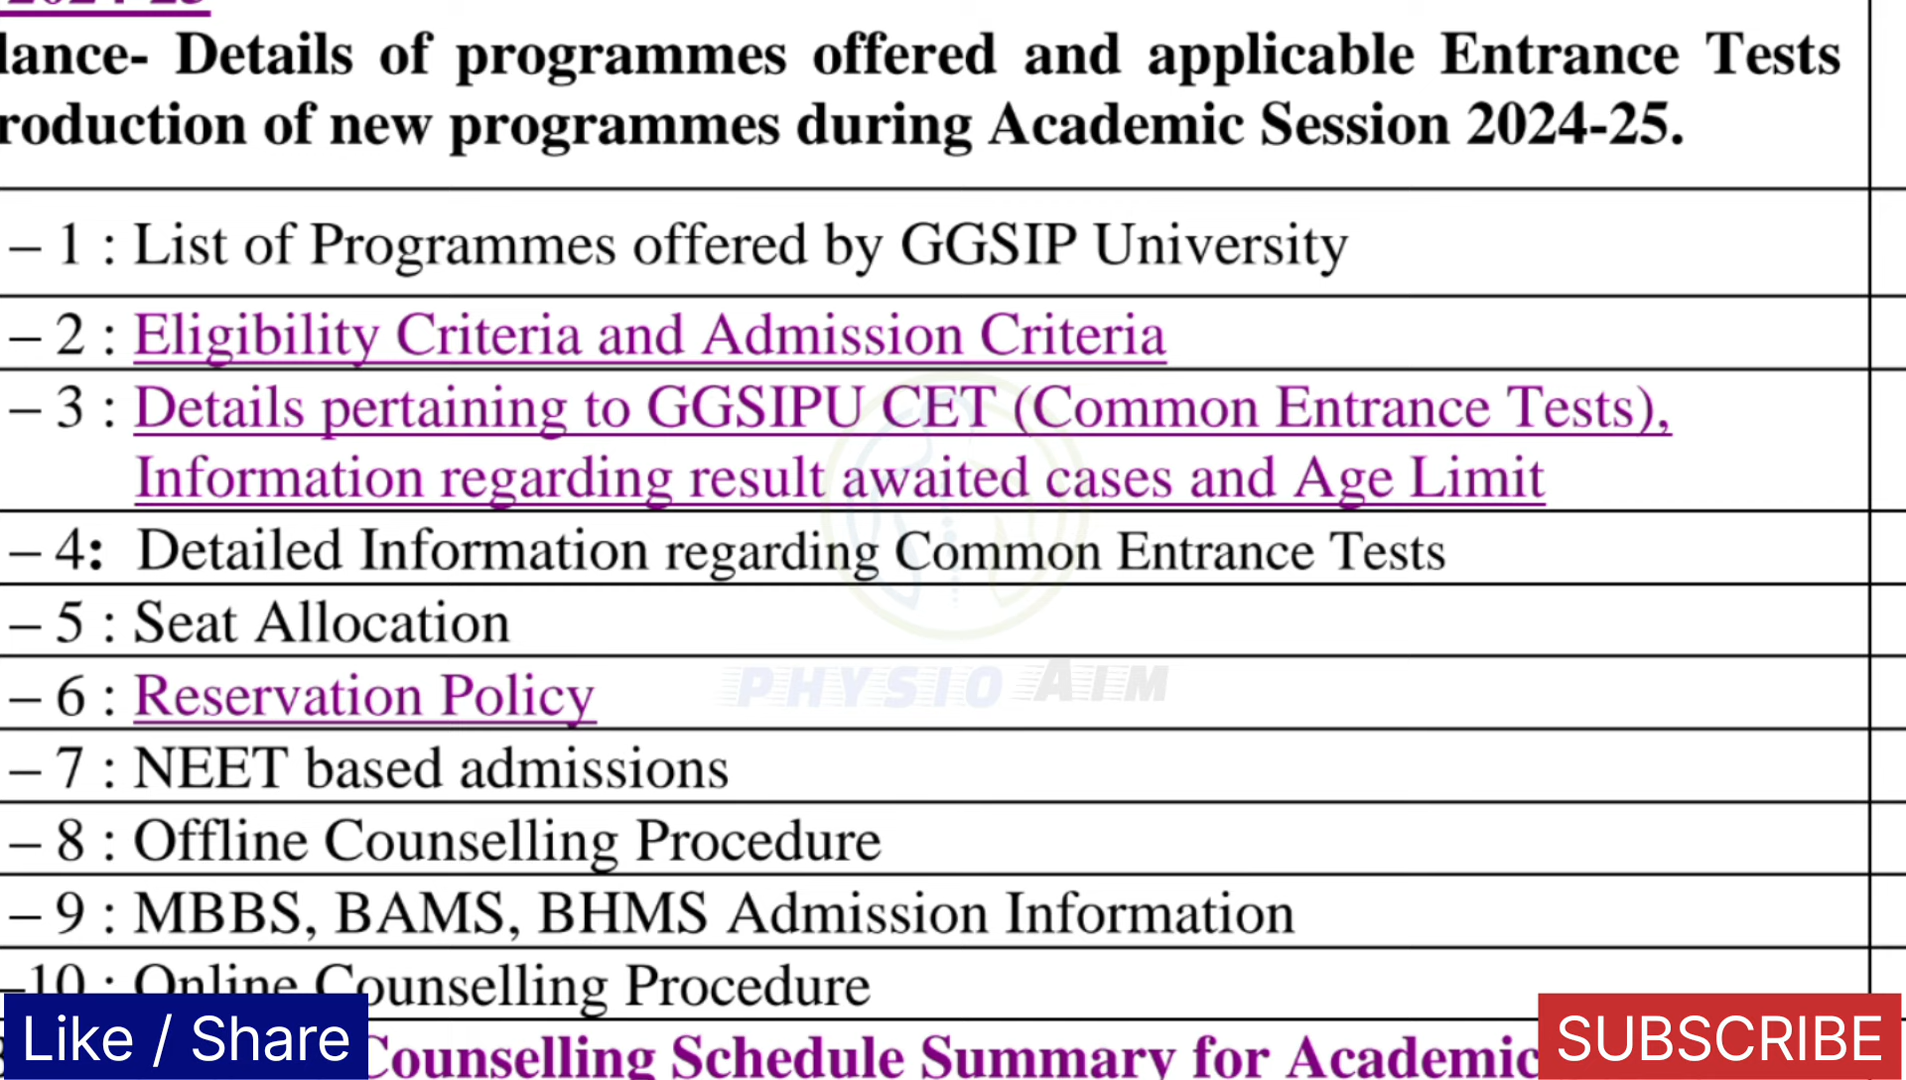 2024-25
lance- Details of programmes offered and applicable Entrance Tests
roduction of new programmes during Academic Session 2024-25.
– 1 : List of Programmes offered by GGSIP University
– 2 : Eligibility Criteria and Admission Criteria
– 3 : Details pertaining to GGSIPU CET (Common Entrance Tests),
Information regarding result awaited cases and Age Limit
– 4: Detailed Information regarding Common Entrance Tests
– 5 : Seat Allocation
– 6 : Reservation Policy
PHYSIO AIM
– 7 : NEET based admissions
– 8 : Offline Counselling Procedure
– 9 : MBBS, BAMS, BHMS Admission Information
–10 : Online Counselling Procedure
Like / Share
Counselling Schedule Summary for Academic
SUBSCRIBE